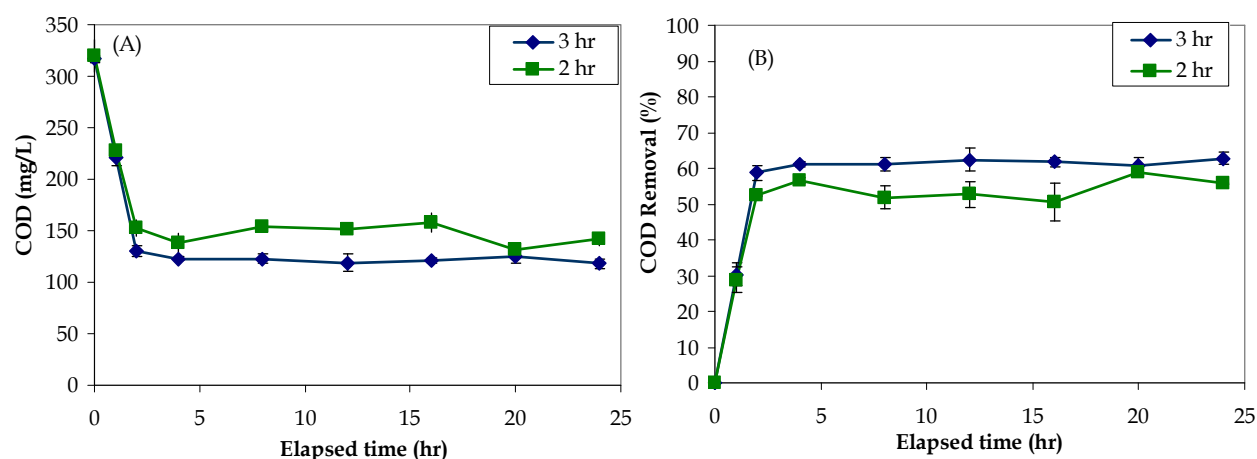 (A)
3 hr
2 hr
COD (mg/L)
350
300
250
200
150
100
50
0
0 5 10 15 20 25
Elapsed time (hr)
(B)
3 hr
2 hr
COD Removal (%)
100
90
80
70
60
50
40
30
20
10
0
0 5 10 15 20 25
Elapsed time (hr)